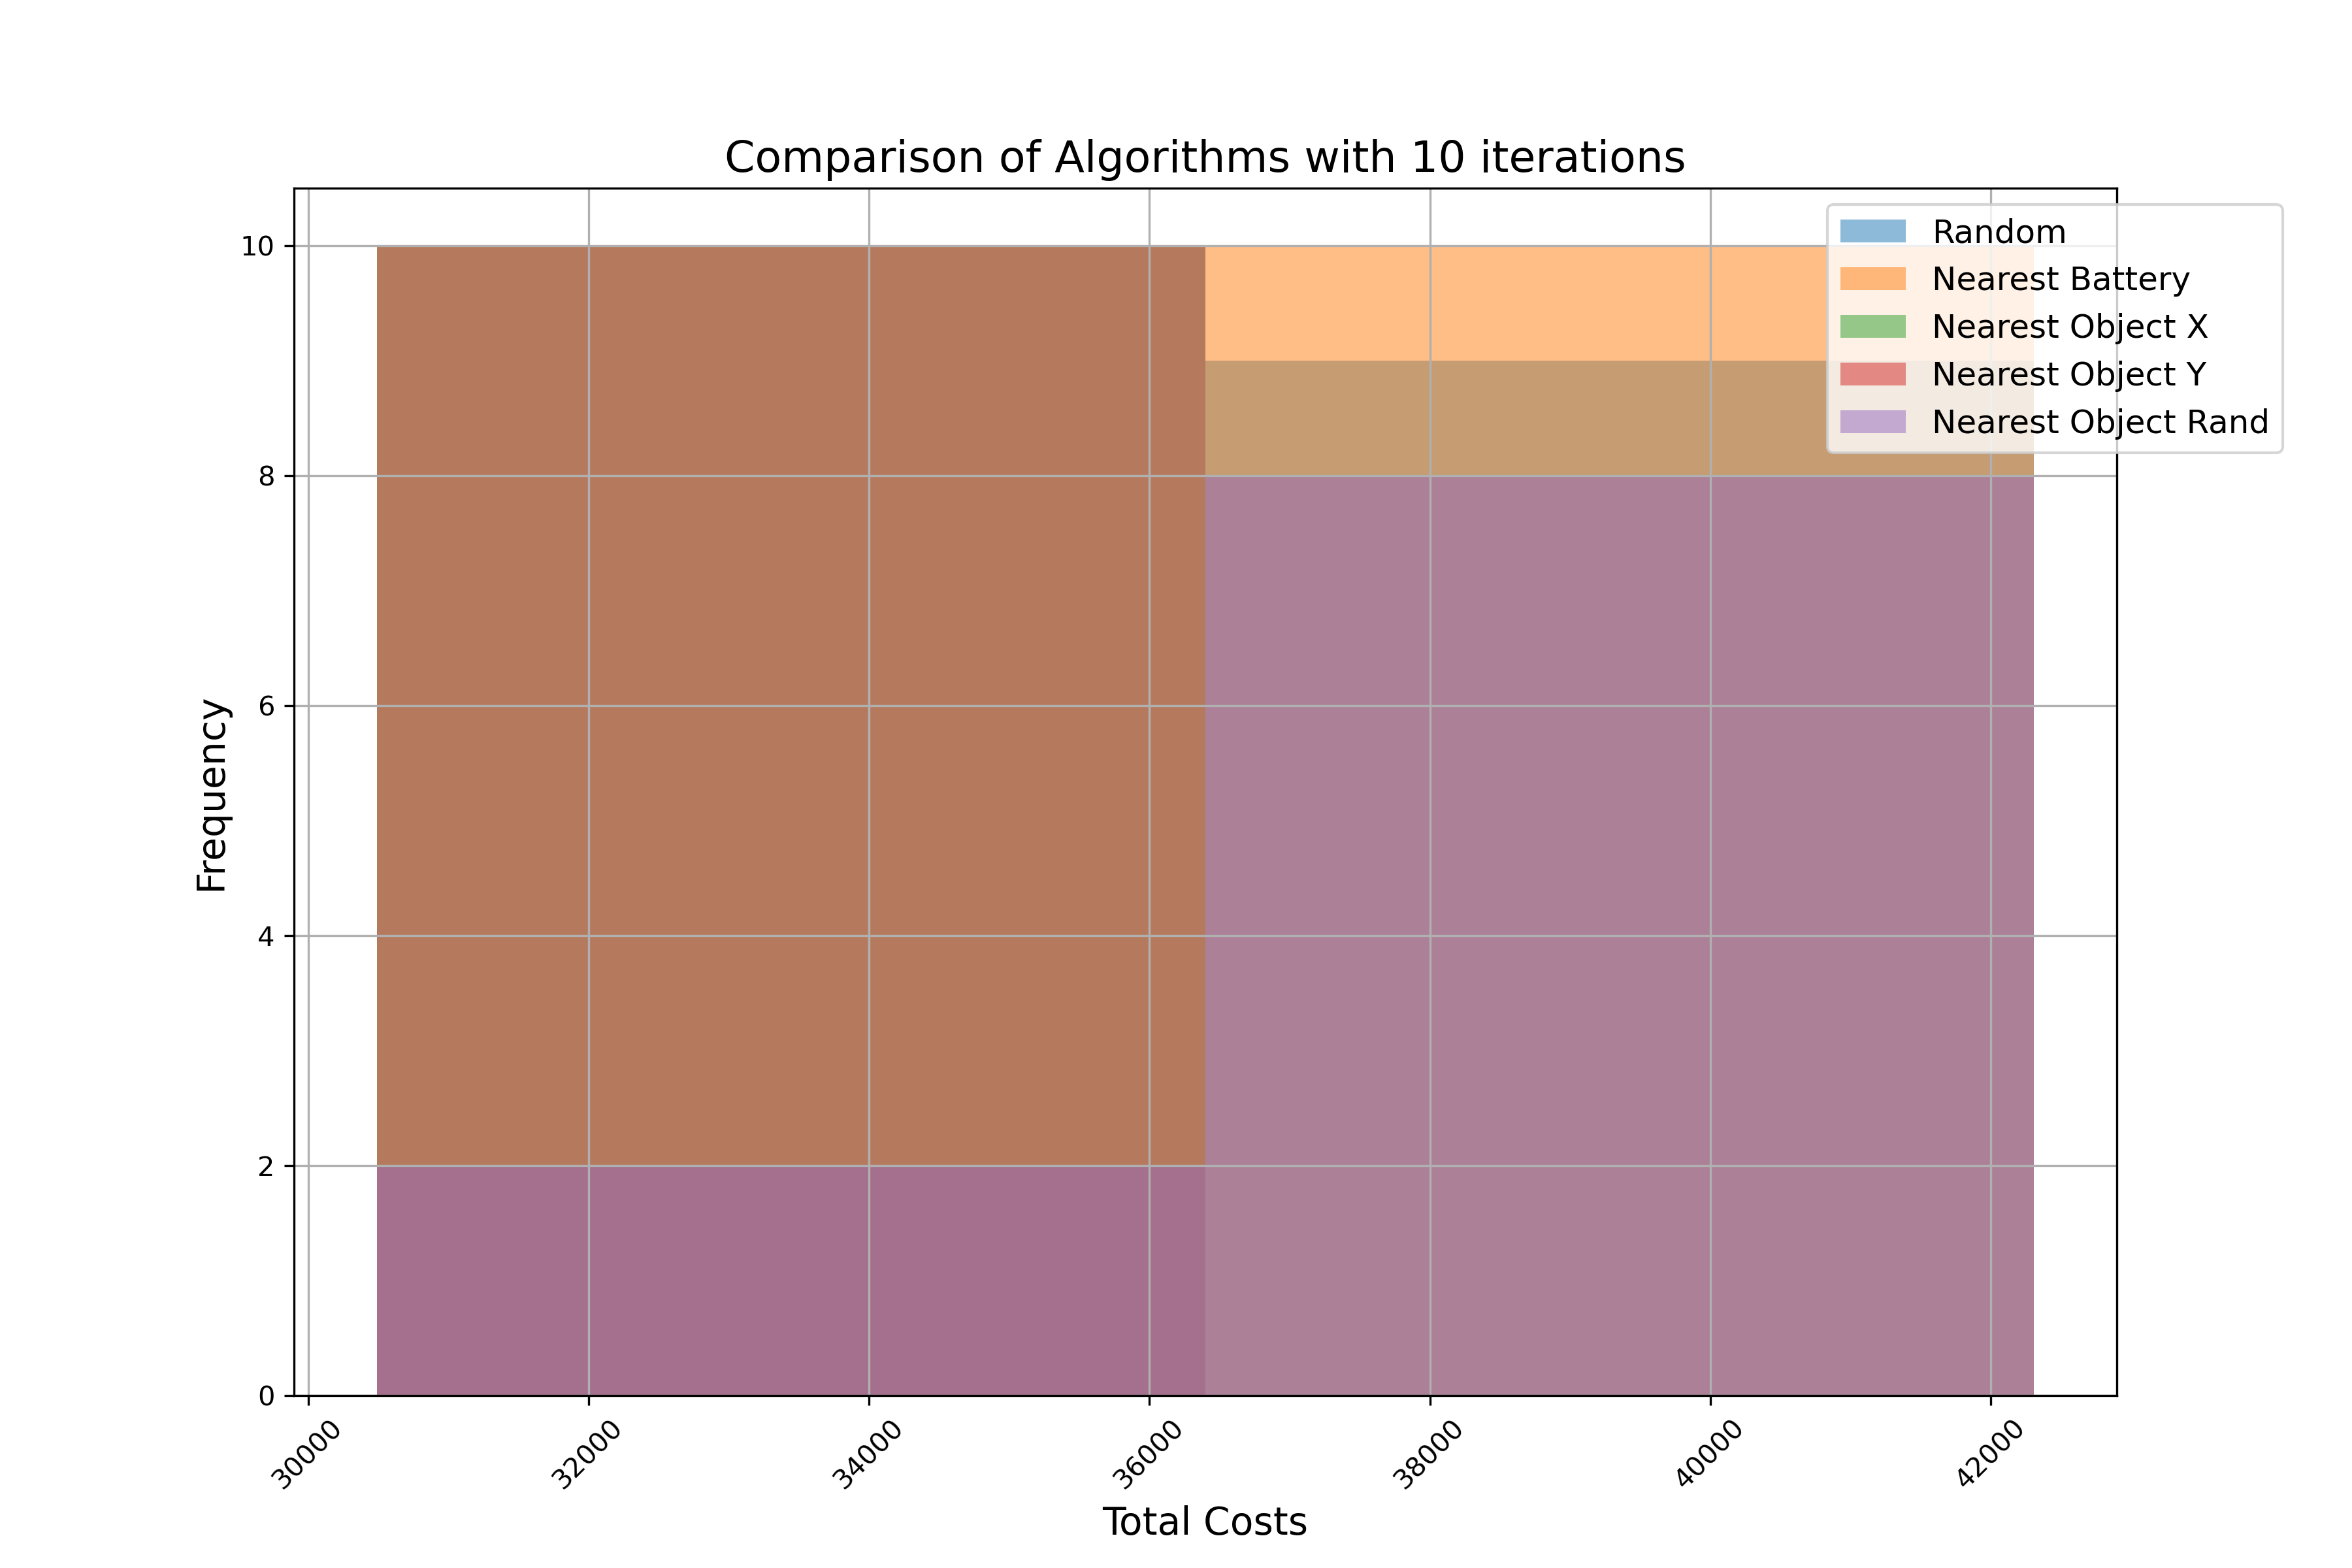 Comparison of Algorithms with 10 iterations
Random
Nearest Battery
Nearest Object X
Nearest Object Y
Nearest Object Rand
Frequency
10
8
6
4
2
0
30000
32000
34000
36000
38000
40000
42000
Total Costs